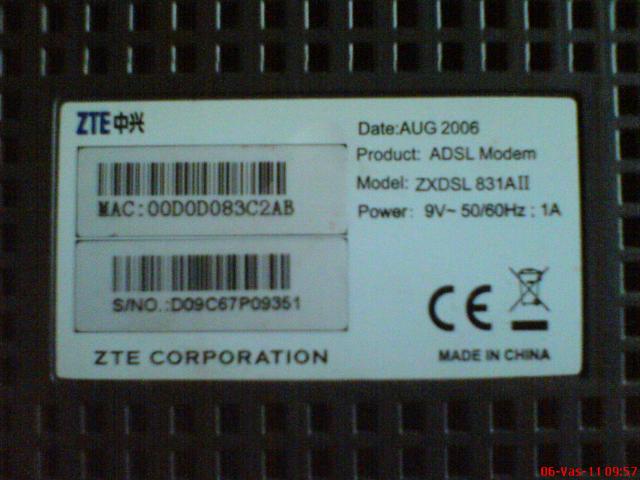 ZTE中兴
Date:AUG 2006
Product: ADSL Modem
Model: ZXDSL 831AII
Power: 9V~ 50/60Hz ; 1A
MAC:00D0D083C2AB
S/NO.:D09C67P09351
CE
ZTE CORPORATION
MADE IN CHINA
06-Vas-11 09:57